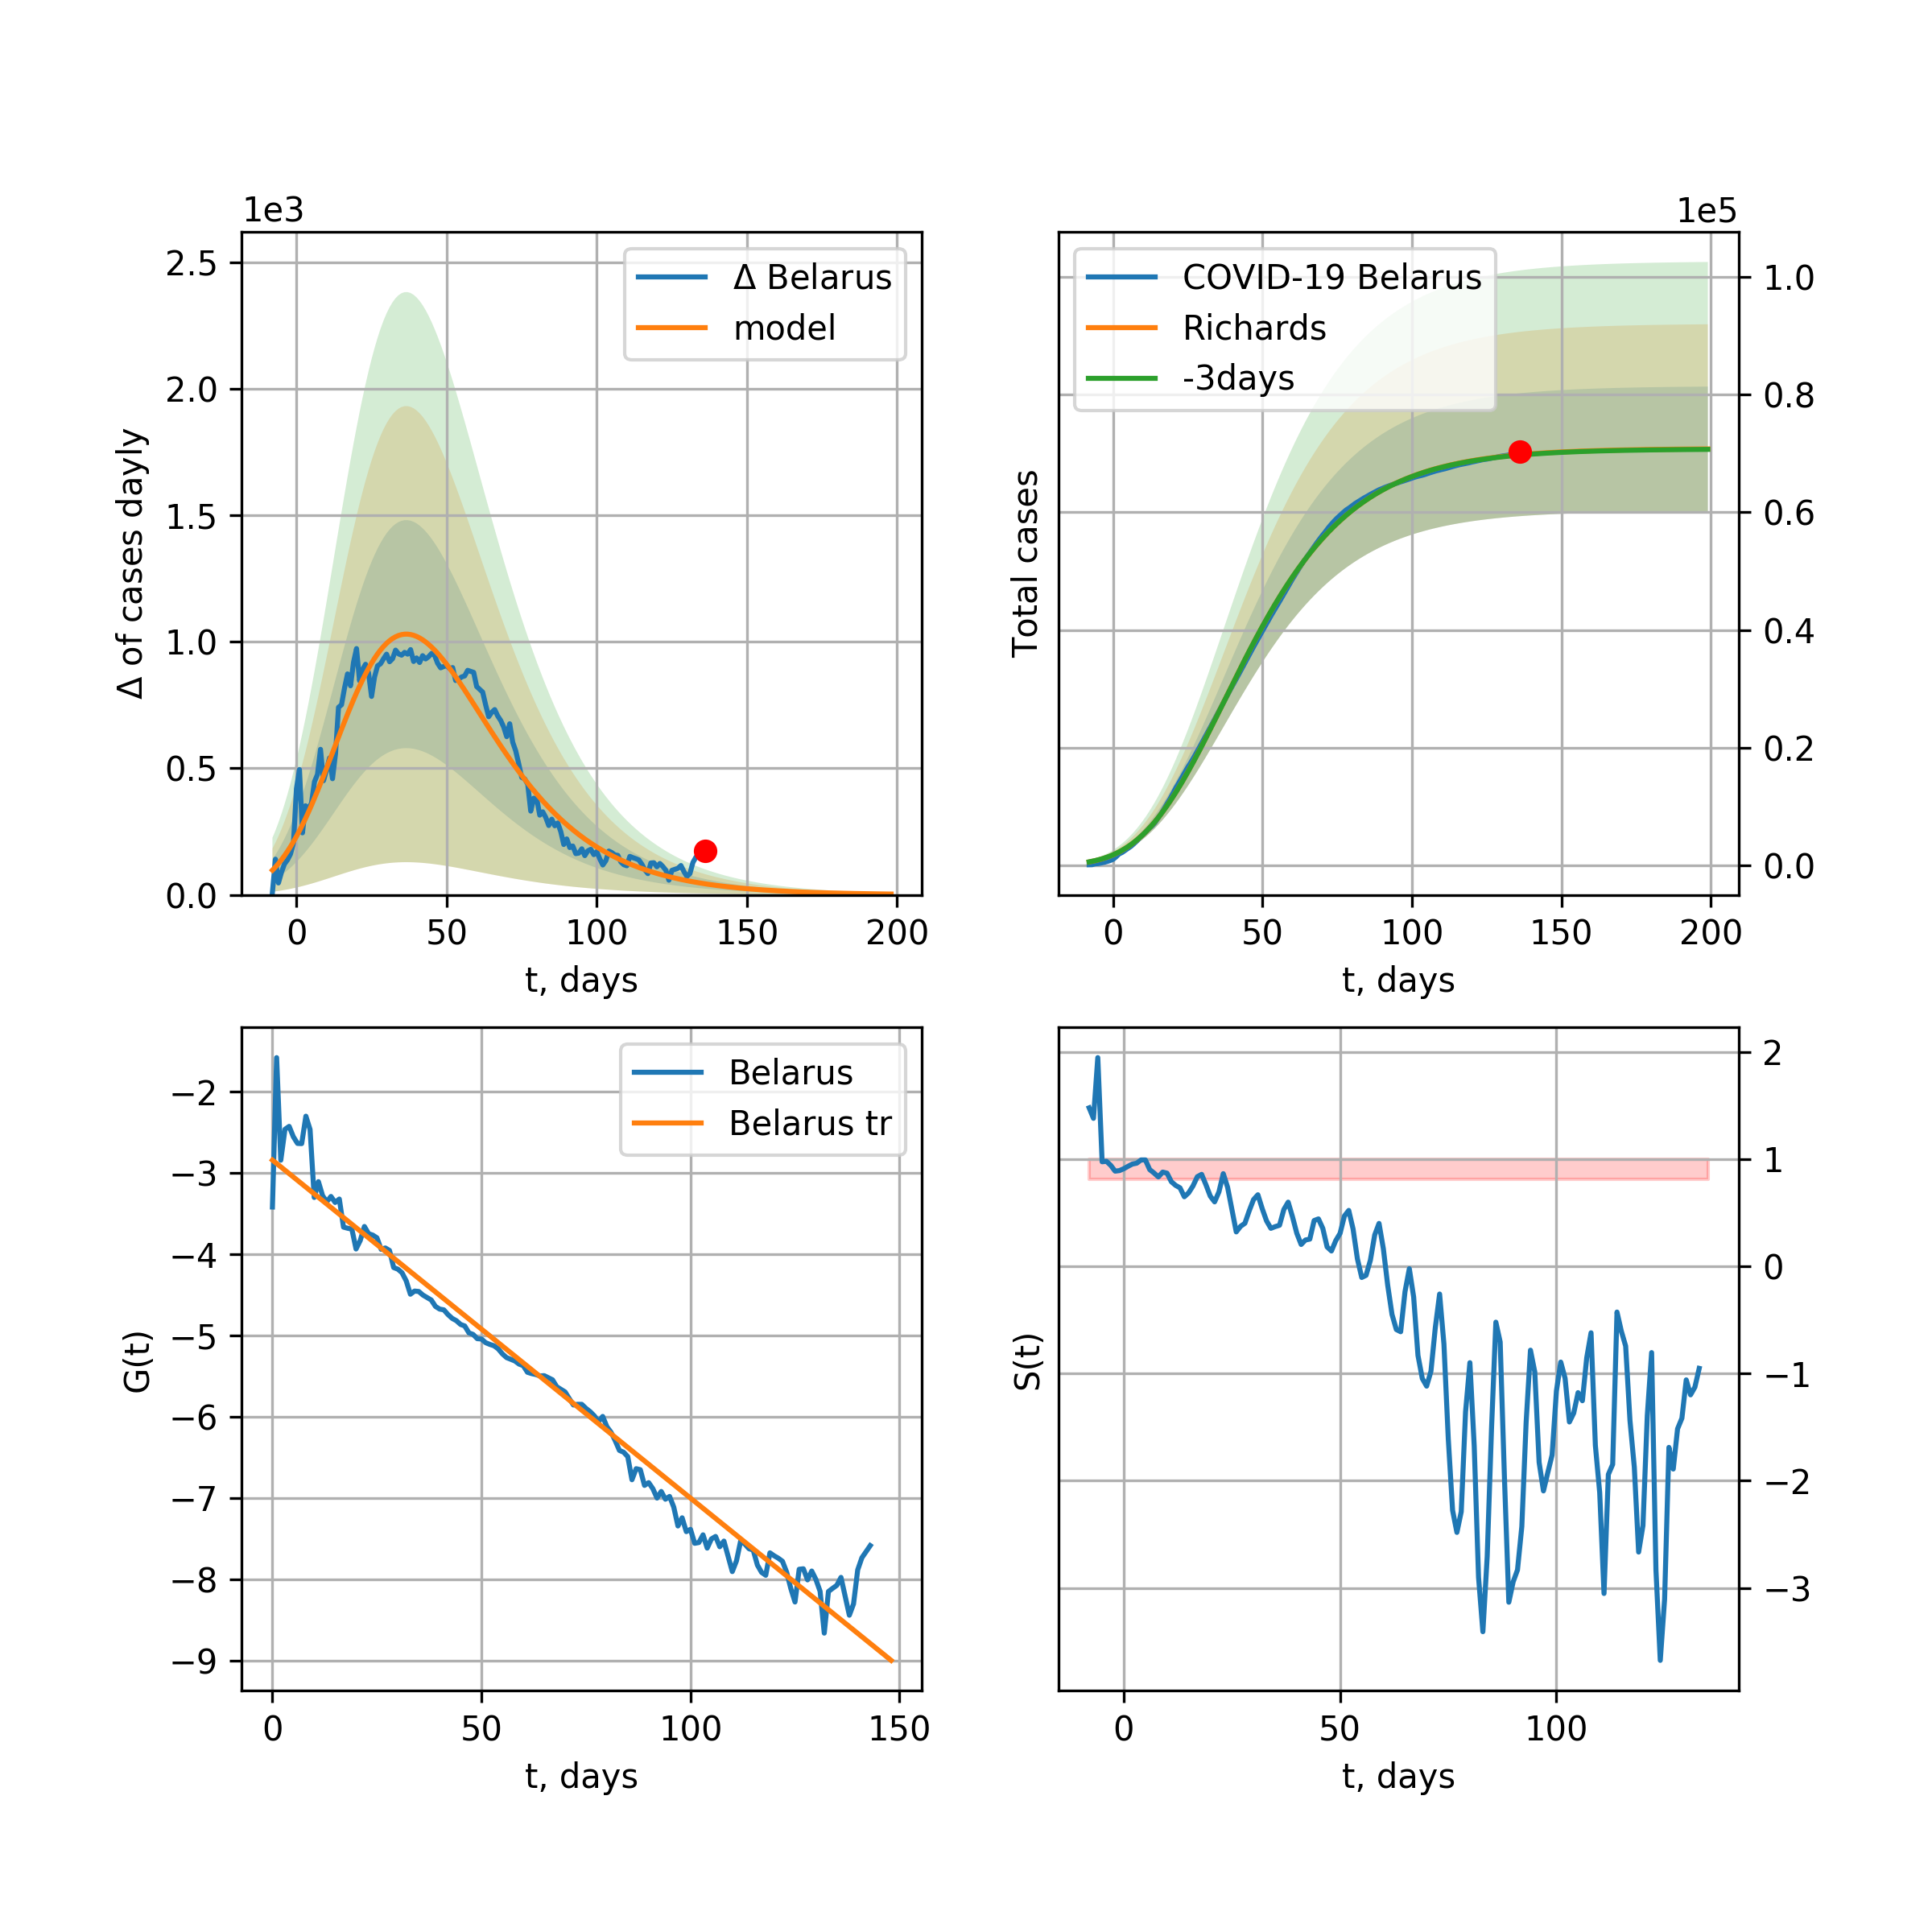 1e3
2.5
2.0
1.5
1.0
0.5
0.0
Δ of cases dayly
Δ Belarus
model
0 50 100 150 200
t, days
1e5
COVID-19 Belarus
Richards
-3days
Total cases
1.0
0.8
0.6
0.4
0.2
0.0
0 50 100 150 200
t, days
−2
−3
−4
−5
−6
−7
−8
−9
G(t)
Belarus
Belarus tr
0 50 100 150
t, days
S(t)
2
1
0
−1
−2
−3
0 50 100
t, days